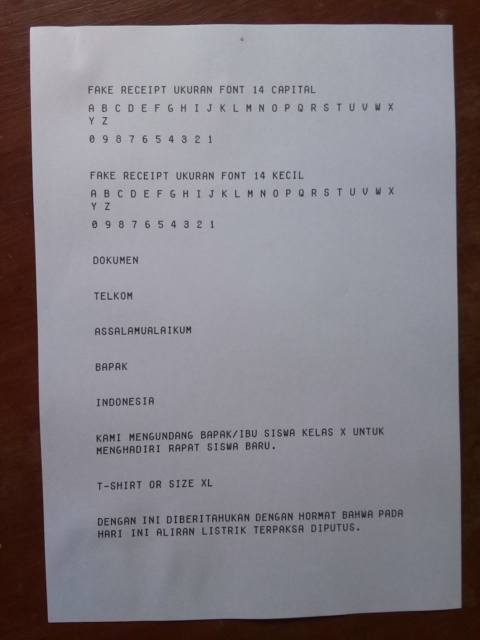 FAKE RECEIPT UKURAN FONT 14 CAPITAL
A B C D E F G H I J K L M N O P Q R S T U V W X
Y Z
0 9 8 7 6 5 4 3 2 1
FAKE RECEIPT UKURAN FONT 14 KECIL
A B C D E F G H I J K L M N O P Q R S T U V W X
Y Z
0 9 8 7 6 5 4 3 2 1
DOKUMEN
TELKOM
ASSALAMUALAIKUM
BAPAK
INDONESIA
KAMI MENGUNDANG BAPAK/IBU SISWA KELAS X UNTUK
MENGHADIRI RAPAT SISWA BARU.
T-SHIRT OR SIZE XL
DENGAN INI DIBERITAHUKAN DENGAN HORMAT BAHWA PADA
HARI INI ALIRAN LISTRIK TERPAKSA DIPUTUS.